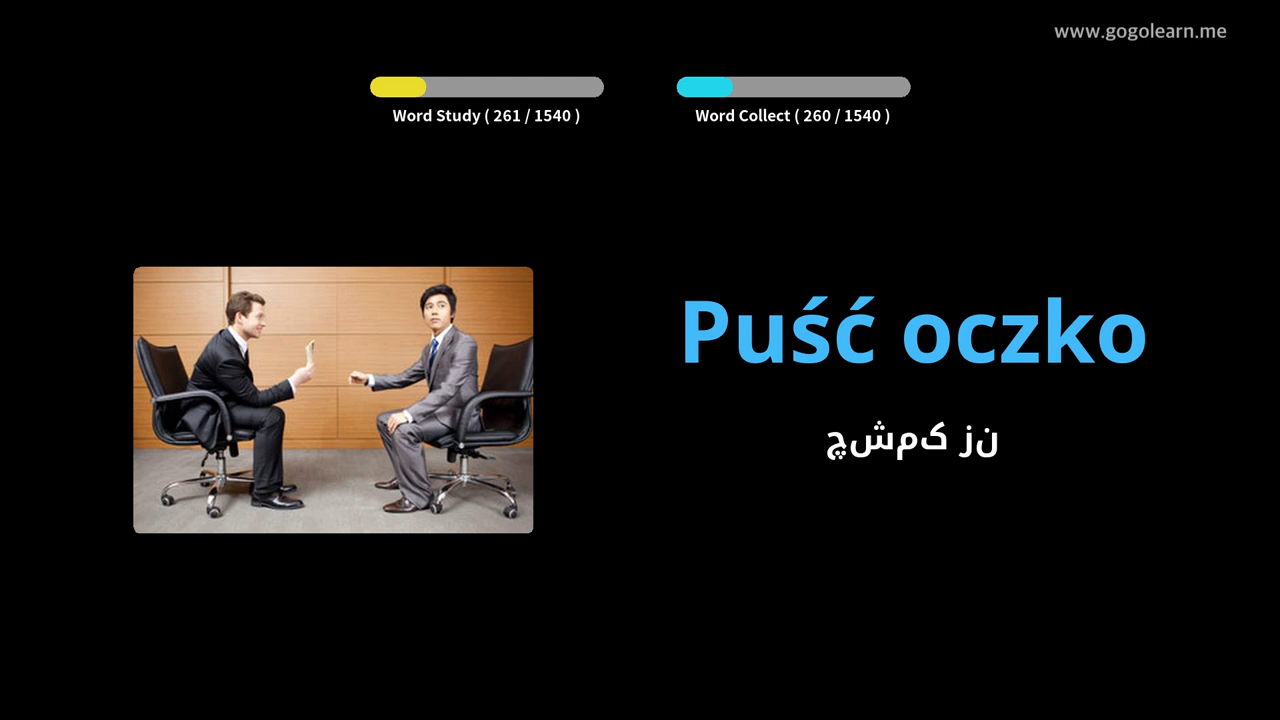 www.gogolearn.me
Word Study ( 261 / 1540 )
Word Collect ( 260 / 1540 )
Puść oczko
چشمک زن